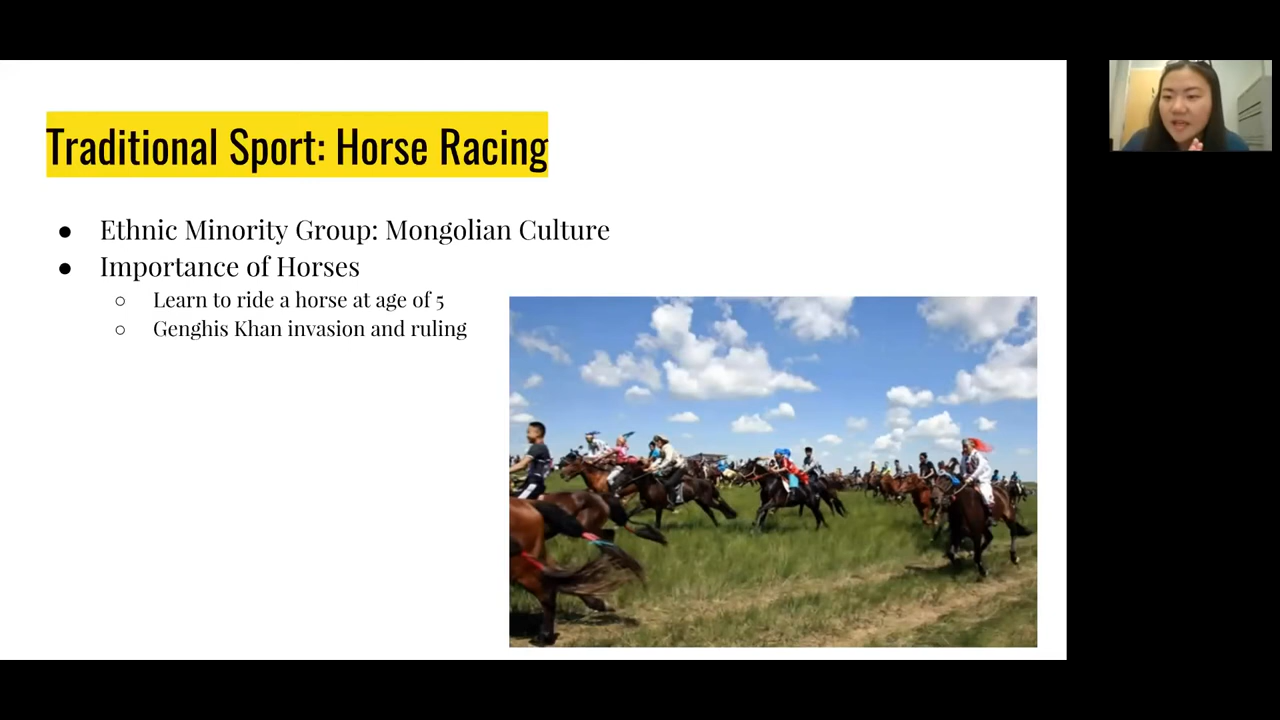 Traditional Sport: Horse Racing
● Ethnic Minority Group: Mongolian Culture
● Importance of Horses
○ Learn to ride a horse at age of 5
○ Genghis Khan invasion and ruling